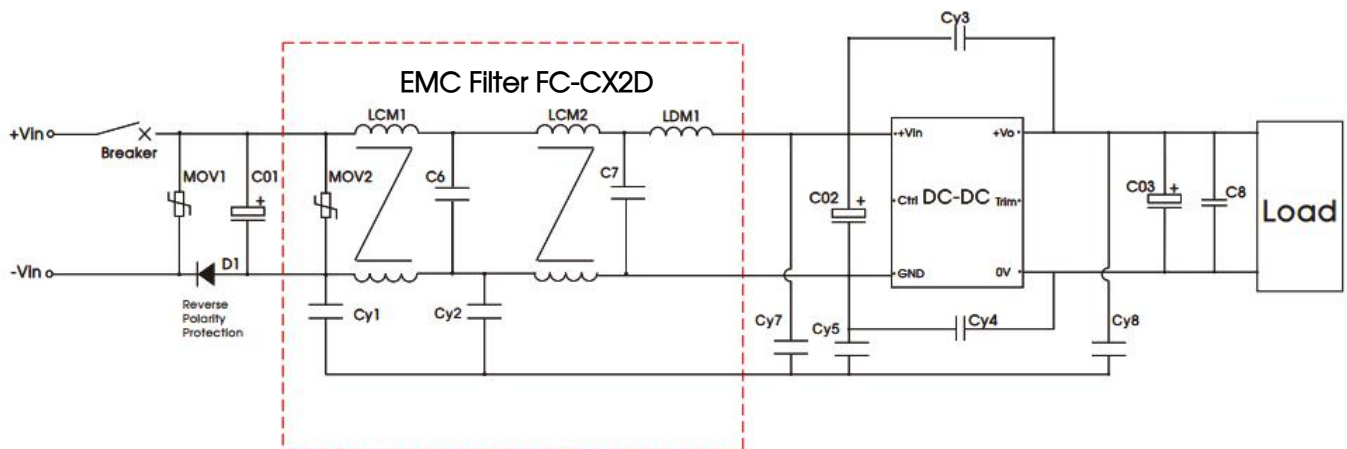 Cy3
EMC Filter FC-CX2D
LCM1
LCM2
LDM1
+Vin
Breaker
+Vin
+Vo
MOV1
C01
+
MOV2
C6
C7
C02
+
Ctrl
DC-DC
Trim
C03
+
C8
Load
-Vin
D1
GND
0V
Reverse
Polarity
Protection
Cy1
Cy2
Cy7
Cy5
Cy4
Cy8